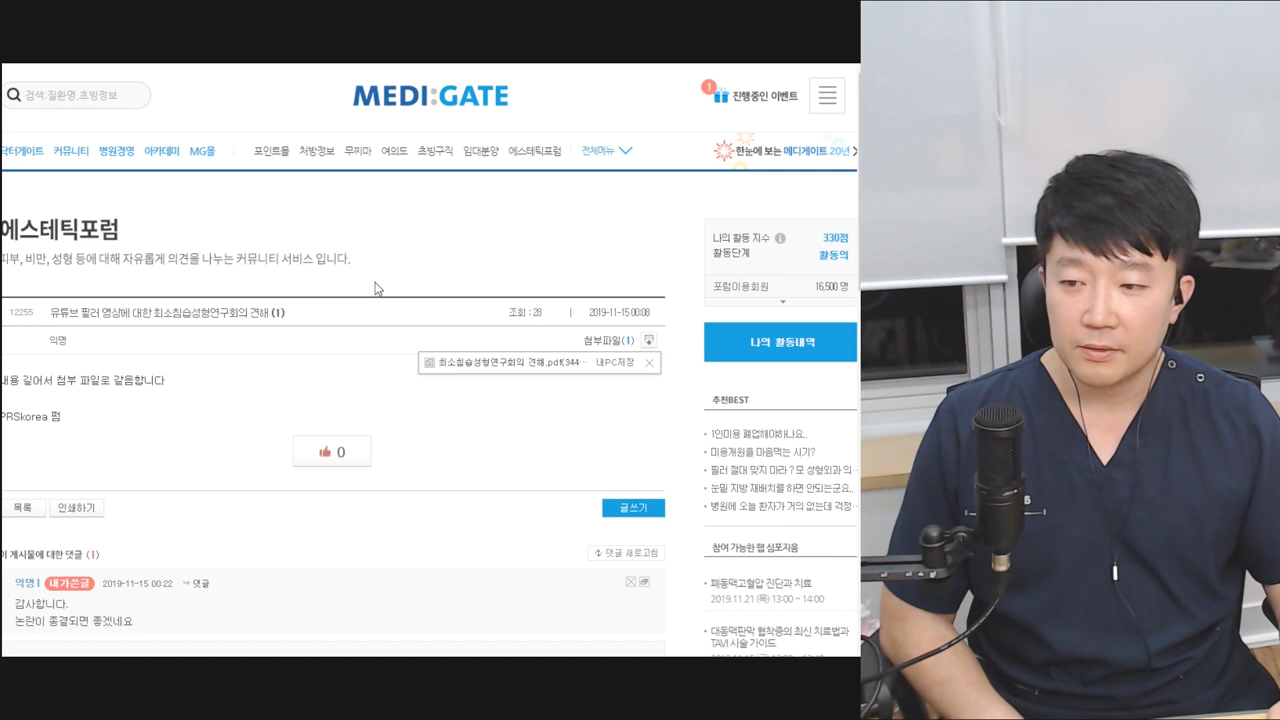 검색:질환명,초빙정보
MEDI:GATE
1
진행중인 이벤트
닥터게이트 커뮤니티 병원경영 아카데미 MG몰 포인트몰 처방정보 무찌마 여의도 초빙구직 임대분양 에스테틱포럼 전체메뉴
한눈에 보는 메디게이트 20년
에스테틱포럼
피부, 비만, 성형 등에 대해 자유롭게 의견을 나누는 커뮤니티 서비스 입니다.
12255 유튜브 필러 영상에 대한 최소침습성형연구회의 견해 (1) 조회 : 28 | 2019-11-15 00:08
익명 첨부파일(1)
최소침습성형연구회의 견해.pdf(344··· 내PC저장
내용 길어서 첨부 파일로 갈음합니다
PRSkorea 펌
0
목록 인쇄하기 글쓰기
이 게시물에 대한 댓글 (1) 댓글 새로고침
익명1 내가쓴글 2019-11-15 00:22 댓글
감사합니다.
논란이 종결되면 좋겠네요
나의 활동 지수 330점
활동단계 활동의
포럼이용회원 16,500 명
나의 활동내역
추천BEST
1인미용 폐업해야하나요..
미용개원을 마음먹는 시기?
필러 절대 맞지 마라 ? 모 성형외과 의···
눈밑 지방 재배치를 하면 안되는군요..
병원에 오늘 환자가 거의 없는데 걱정···
참여 가능한 웹 심포지움
폐동맥고혈압 진단과 치료
2019.11.21 (목) 13:00 ~ 14:00
대동맥판막 협착증의 최신 치료법과
TAVI 시술 가이드